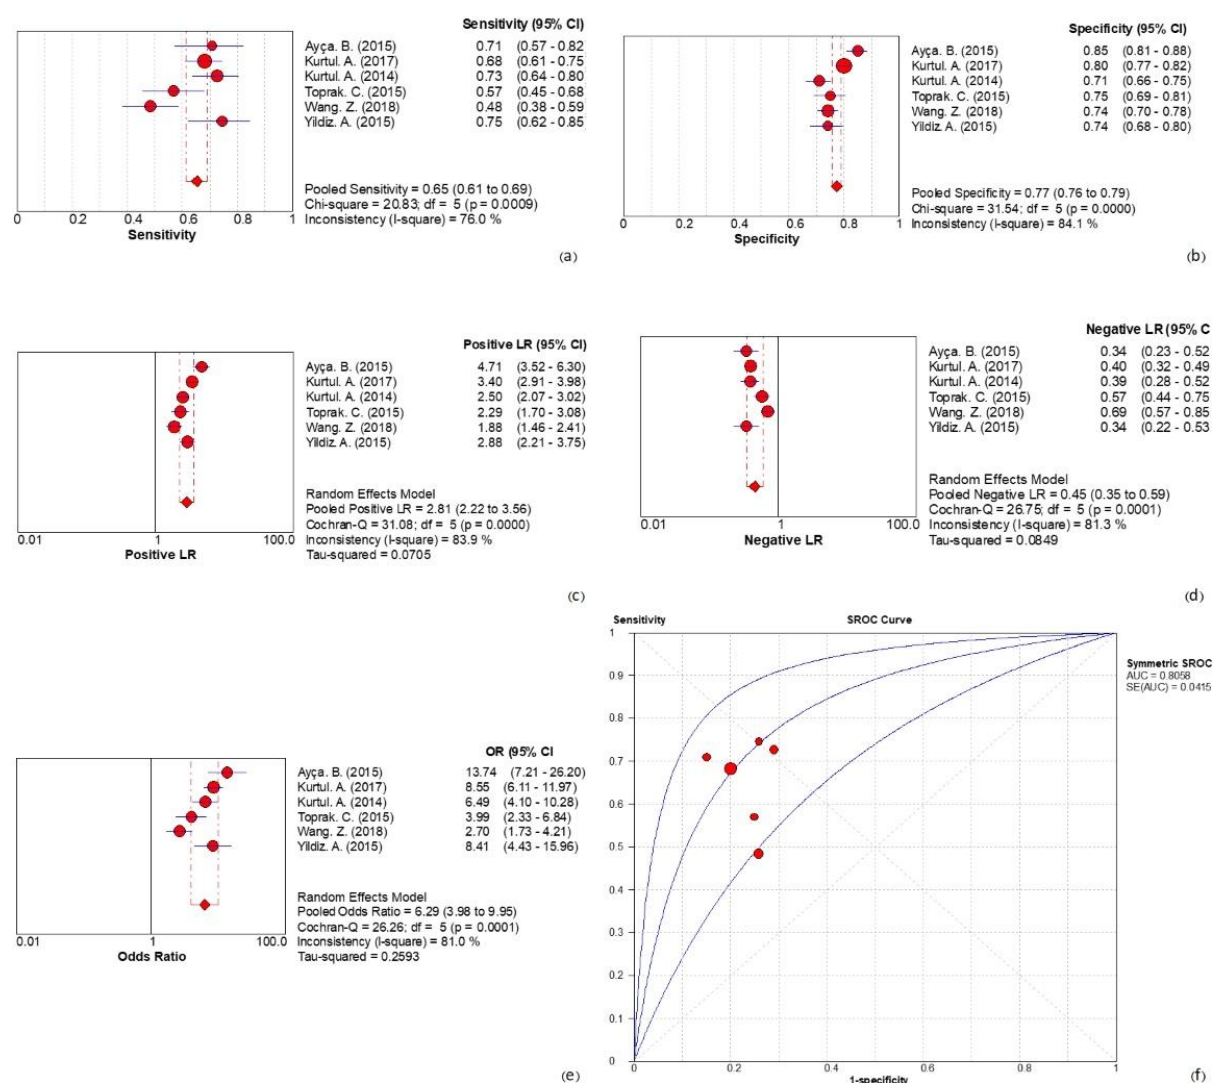 Sensitivity (95% CI)
Ayça. B. (2015) 0.71 (0.57 - 0.82
Kurtul. A. (2017) 0.68 (0.61 - 0.75
Kurtul. A. (2014) 0.73 (0.64 - 0.80
Toprak. C. (2015) 0.57 (0.45 - 0.68
Wang. Z. (2018) 0.48 (0.38 - 0.59
Yildiz. A. (2015) 0.75 (0.62 - 0.85
Pooled Sensitivity = 0.65 (0.61 to 0.69)
Chi-square = 20.83; df = 5 (p = 0.0009)
Inconsistency (I-square) = 76.0 %
0 0.2 0.4 0.6 0.8 1
Sensitivity
(a)
Specificity (95% CI)
Ayça. B. (2015) 0.85 (0.81 - 0.88
Kurtul. A. (2017) 0.80 (0.77 - 0.82
Kurtul. A. (2014) 0.71 (0.66 - 0.75
Toprak. C. (2015) 0.75 (0.69 - 0.81
Wang. Z. (2018) 0.74 (0.70 - 0.78
Yildiz. A. (2015) 0.74 (0.68 - 0.80
Pooled Specificity = 0.77 (0.76 to 0.79)
Chi-square = 31.54; df = 5 (p = 0.0000)
Inconsistency (I-square) = 84.1 %
0 0.2 0.4 0.6 0.8 1
Specificity
(b)
Positive LR (95% CI)
Ayça. B. (2015) 4.71 (3.52 - 6.30)
Kurtul. A. (2017) 3.40 (2.91 - 3.98)
Kurtul. A. (2014) 2.50 (2.07 - 3.02)
Toprak. C. (2015) 2.29 (1.70 - 3.08)
Wang. Z. (2018) 1.88 (1.46 - 2.41)
Yildiz. A. (2015) 2.88 (2.21 - 3.75)
Random Effects Model
Pooled Positive LR = 2.81 (2.22 to 3.56)
Cochran-Q = 31.08; df = 5 (p = 0.0000)
Inconsistency (I-square) = 83.9 %
Tau-squared = 0.0705
0.01 1 100.0
Positive LR
(c)
Negative LR (95% C
Ayça. B. (2015) 0.34 (0.23 - 0.52
Kurtul. A. (2017) 0.40 (0.32 - 0.49
Kurtul. A. (2014) 0.39 (0.28 - 0.52
Toprak. C. (2015) 0.57 (0.44 - 0.75
Wang. Z. (2018) 0.69 (0.57 - 0.85
Yildiz. A. (2015) 0.34 (0.22 - 0.53
Random Effects Model
Pooled Negative LR = 0.45 (0.35 to 0.59)
Cochran-Q = 26.75; df = 5 (p = 0.0001)
Inconsistency (I-square) = 81.3 %
Tau-squared = 0.0849
0.01 1 100.0
Negative LR
(d)
OR (95% CI
Ayça. B. (2015) 13.74 (7.21 - 26.20)
Kurtul. A. (2017) 8.55 (6.11 - 11.97)
Kurtul. A. (2014) 6.49 (4.10 - 10.28)
Toprak. C. (2015) 3.99 (2.33 - 6.84)
Wang. Z. (2018) 2.70 (1.73 - 4.21)
Yildiz. A. (2015) 8.41 (4.43 - 15.96)
Random Effects Model
Pooled Odds Ratio = 6.29 (3.98 to 9.95)
Cochran-Q = 26.26; df = 5 (p = 0.0001)
Inconsistency (I-square) = 81.0 %
Tau-squared = 0.2593
0.01 1 100.0
Odds Ratio
(e)
Sensitivity SROC Curve
1
0.9
0.8
0.7
0.6
0.5
0.4
0.3
0.2
0.1
0
0.2 0.4 0.6 0.8 1
1-specificity
Symmetric SROC
AUC = 0.8058
SE(AUC) = 0.0415
(f)